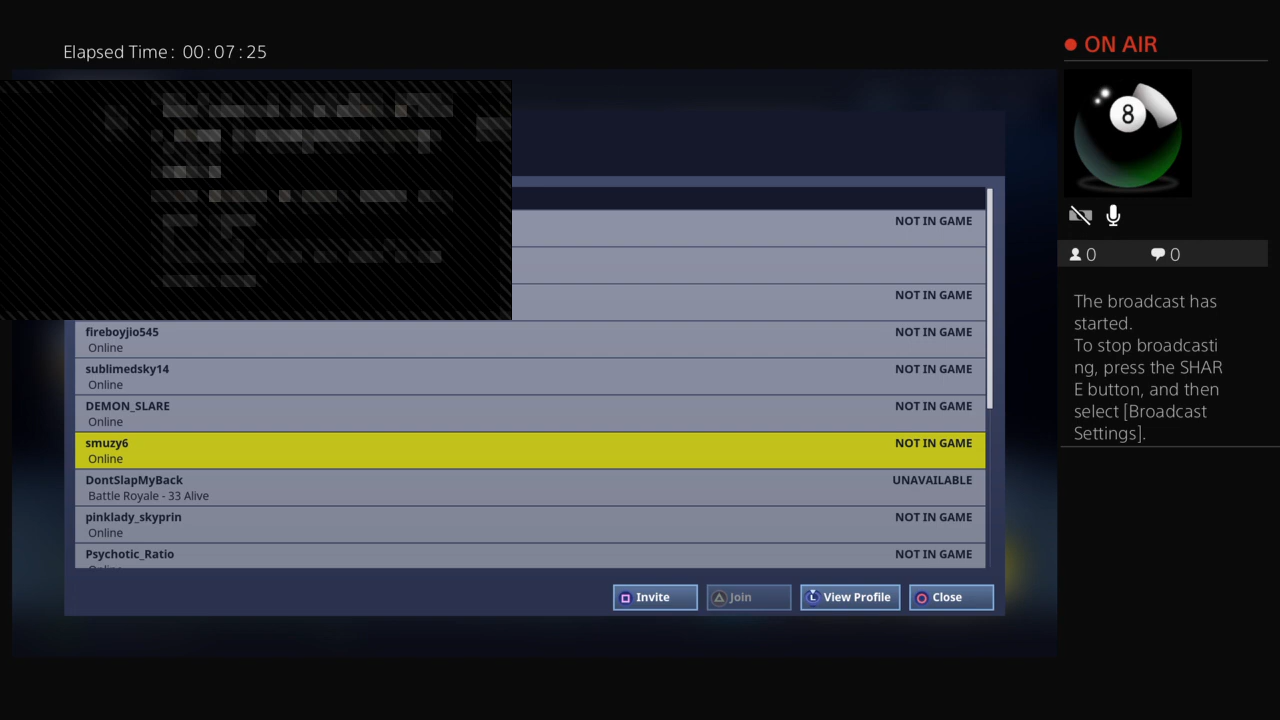 Elapsed Time: 00:07:25
ON AIR
8
0 0
The broadcast has
started.
To stop broadcasti
ng, press the SHAR
E button, and then
select [Broadcast
Settings].
NOT IN GAME
NOT IN GAME
fireboyjio545 NOT IN GAME
Online
sublimedsky14 NOT IN GAME
Online
DEMON_SLARE NOT IN GAME
Online
smuzy6 NOT IN GAME
Online
DontSlapMyBack UNAVAILABLE
Battle Royale - 33 Alive
pinklady_skyprin NOT IN GAME
Online
Psychotic_Ratio NOT IN GAME
Online
Invite Join L View Profile Close